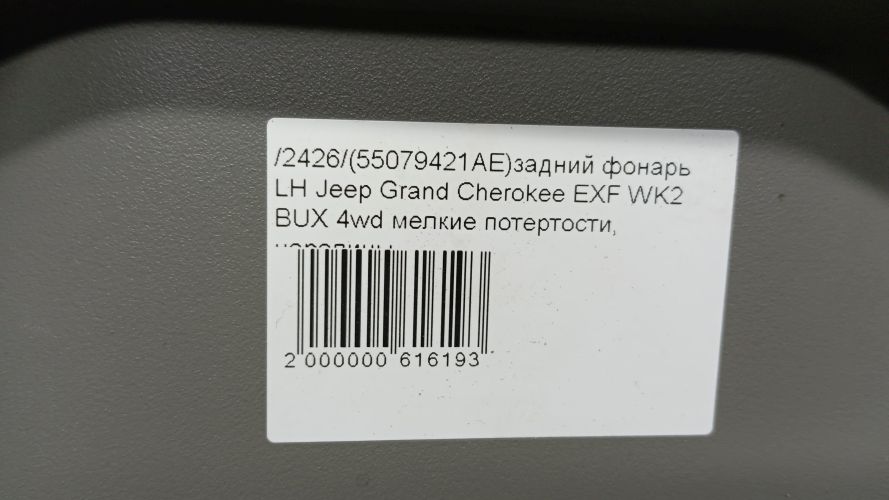 /2426/(55079421AE)задний фонарь
LH Jeep Grand Cherokee EXF WK2
BUX 4wd мелкие потертости,
2 000000 616193